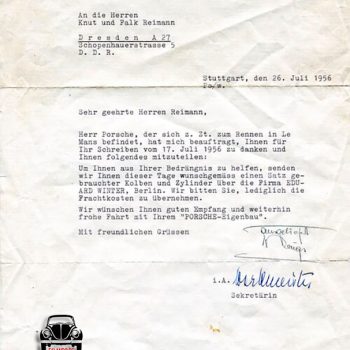 An die Herren
Knut und Falk Reimann
Dresden A 27
Schopenhauerstrasse 5
D. D. R.
Stuttgart, den 26. Juli 1956
Po/w.
Sehr geehrte Herren Reimann,
Herr Porsche, der sich z. Zt. zum Rennen in Le
Mans befindet, hat mich beauftragt, Ihnen für
Ihr Schreiben vom 17. Juli 1956 zu danken und
Ihnen folgendes mitzuteilen:
Um Ihnen aus Ihrer Bedrängnis zu helfen, senden
wir Ihnen dieser Tage wunschgemäss einen Satz ge-
brauchter Kolben und Zylinder über die Firma EDU-
ARD WINTER, Berlin. Wir bitten Sie, lediglich die
Frachtkosten zu übernehmen.
Wir wünschen Ihnen guten Empfang und weiterhin
frohe Fahrt mit Ihrem "PORSCHE-Eigenbau".
Mit freundlichen Grüssen
i.A.
Sekretärin